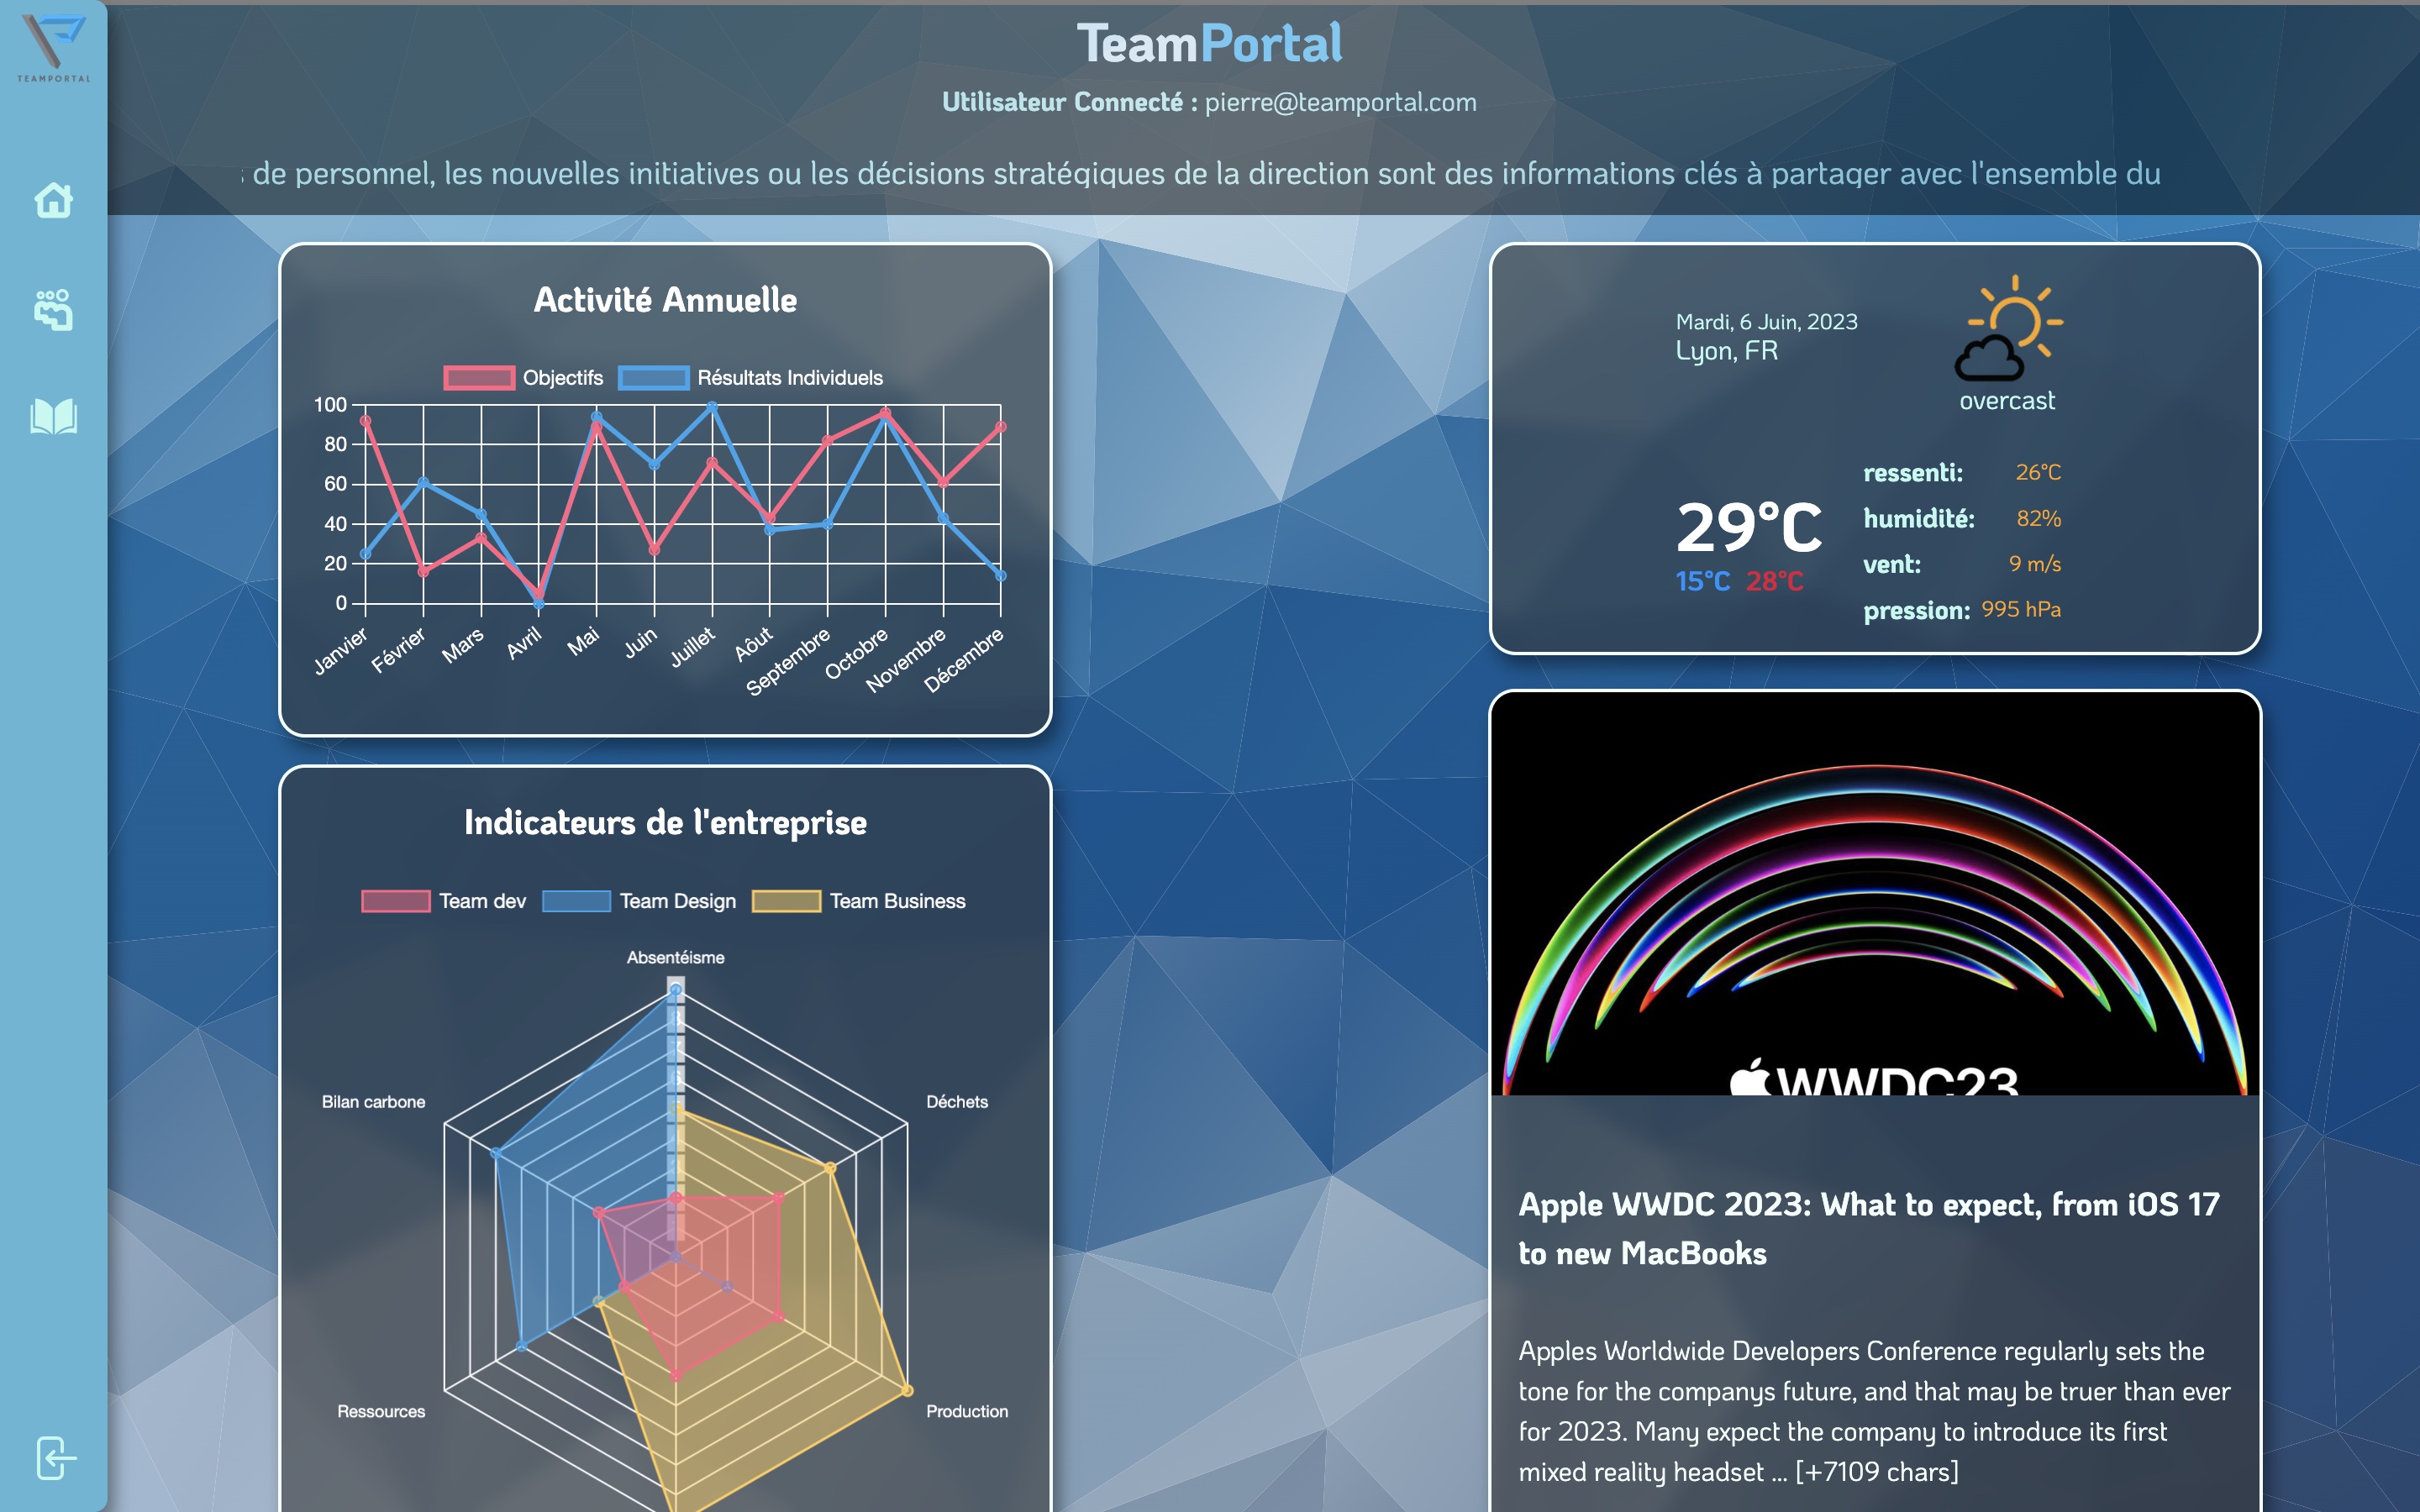 TEAMPORTAL
TeamPortal
Utilisateur Connecté : pierre@teamportal.com
de personnel, les nouvelles initiatives ou les décisions stratégiques de la direction sont des informations clés à partager avec l'ensemble du
Activité Annuelle
Objectifs Résultats Individuels
100
80
60
40
20
0
Janvier Février Mars Avril Mai Juin Juillet Aôut Septembre Octobre Novembre Décembre
Indicateurs de l'entreprise
Team dev Team Design Team Business
Absentéisme
Bilan carbone Déchets
Ressources Production
Mardi, 6 Juin, 2023
Lyon, FR
overcast
29°C
15°C 28°C
ressenti: 26°C
humidité: 82%
vent: 9 m/s
pression: 995 hPa
WWDC23
Apple WWDC 2023: What to expect, from iOS 17
to new MacBooks
Apples Worldwide Developers Conference regularly sets the
tone for the companys future, and that may be truer than ever
for 2023. Many expect the company to introduce its first
mixed reality headset ... [+7109 chars]